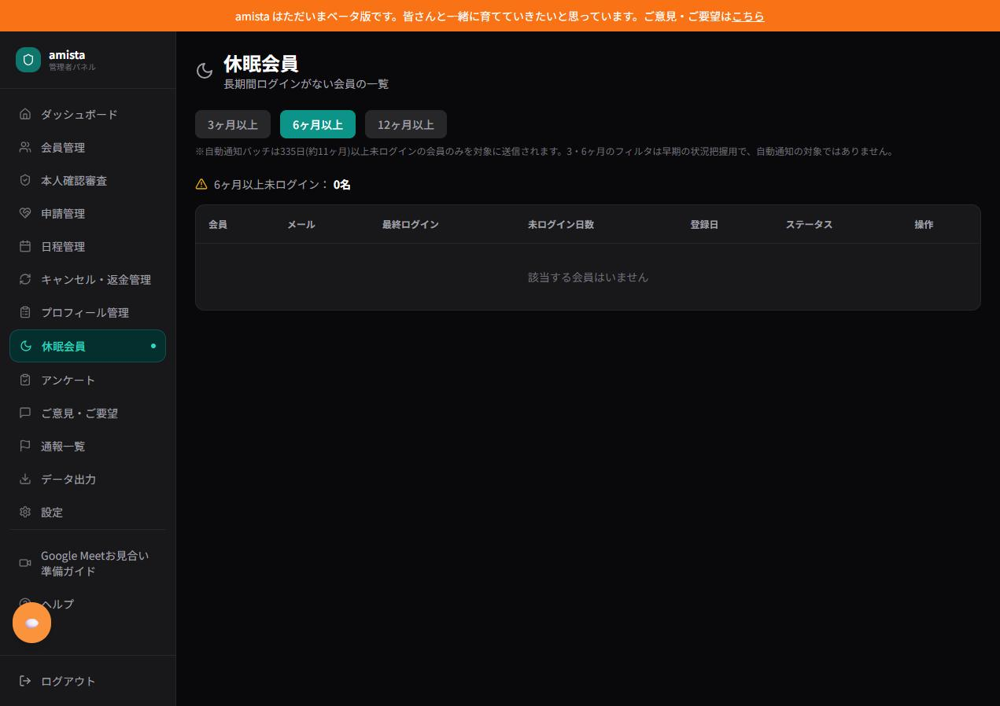 amista はただいまベータ版です。皆さんと一緒に育てていきたいと思っています。ご意見・ご要望はこちら
amista
管理者パネル
ダッシュボード
会員管理
本人確認審査
申請管理
日程管理
キャンセル・返金管理
プロフィール管理
休眠会員
アンケート
ご意見・ご要望
通報一覧
データ出力
設定
Google Meetお見合い
準備ガイド
ヘルプ
ログアウト
休眠会員
長期間ログインがない会員の一覧
3ヶ月以上 6ヶ月以上 12ヶ月以上
※自動通知バッチは335日(約11ヶ月)以上未ログインの会員のみを対象に送信されます。3・6ヶ月のフィルタは早期の状況把握用で、自動通知の対象ではありません。
6ヶ月以上未ログイン： 0名
会員 メール 最終ログイン 未ログイン日数 登録日 ステータス 操作
該当する会員はいません